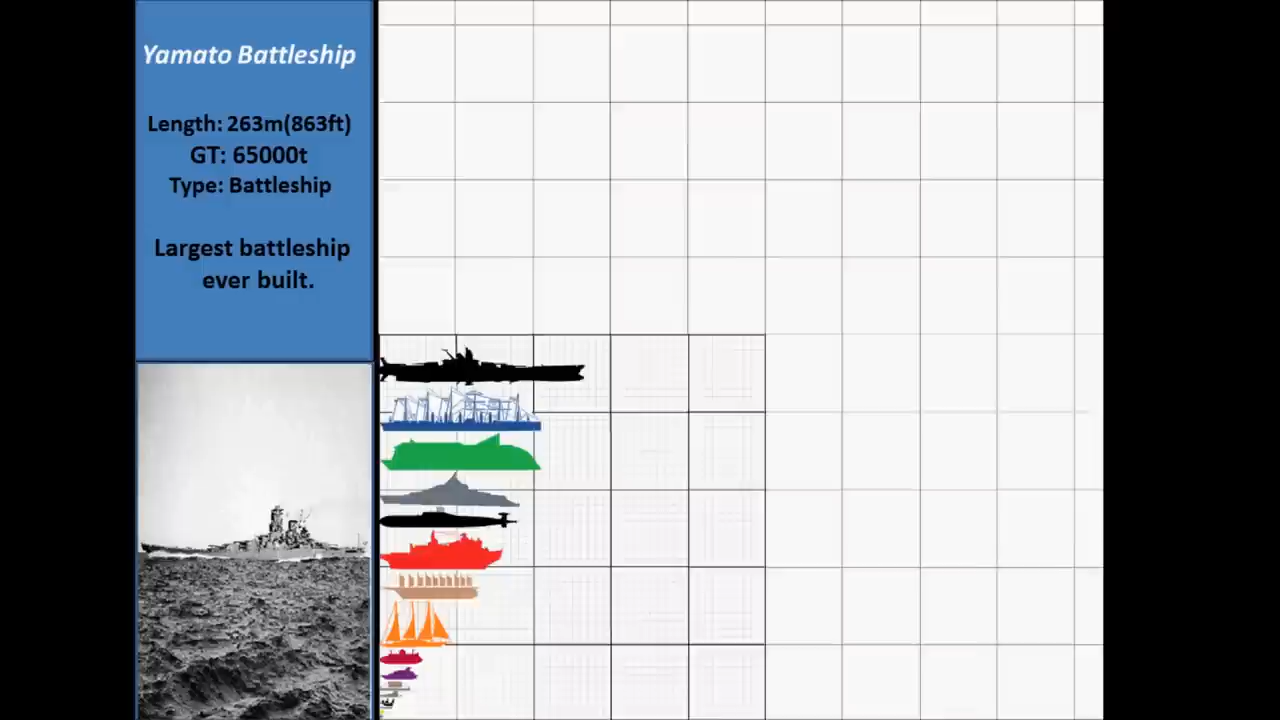 Yamato Battleship
Length: 263m(863ft)
GT: 65000t
Type: Battleship
Largest battleship
ever built.